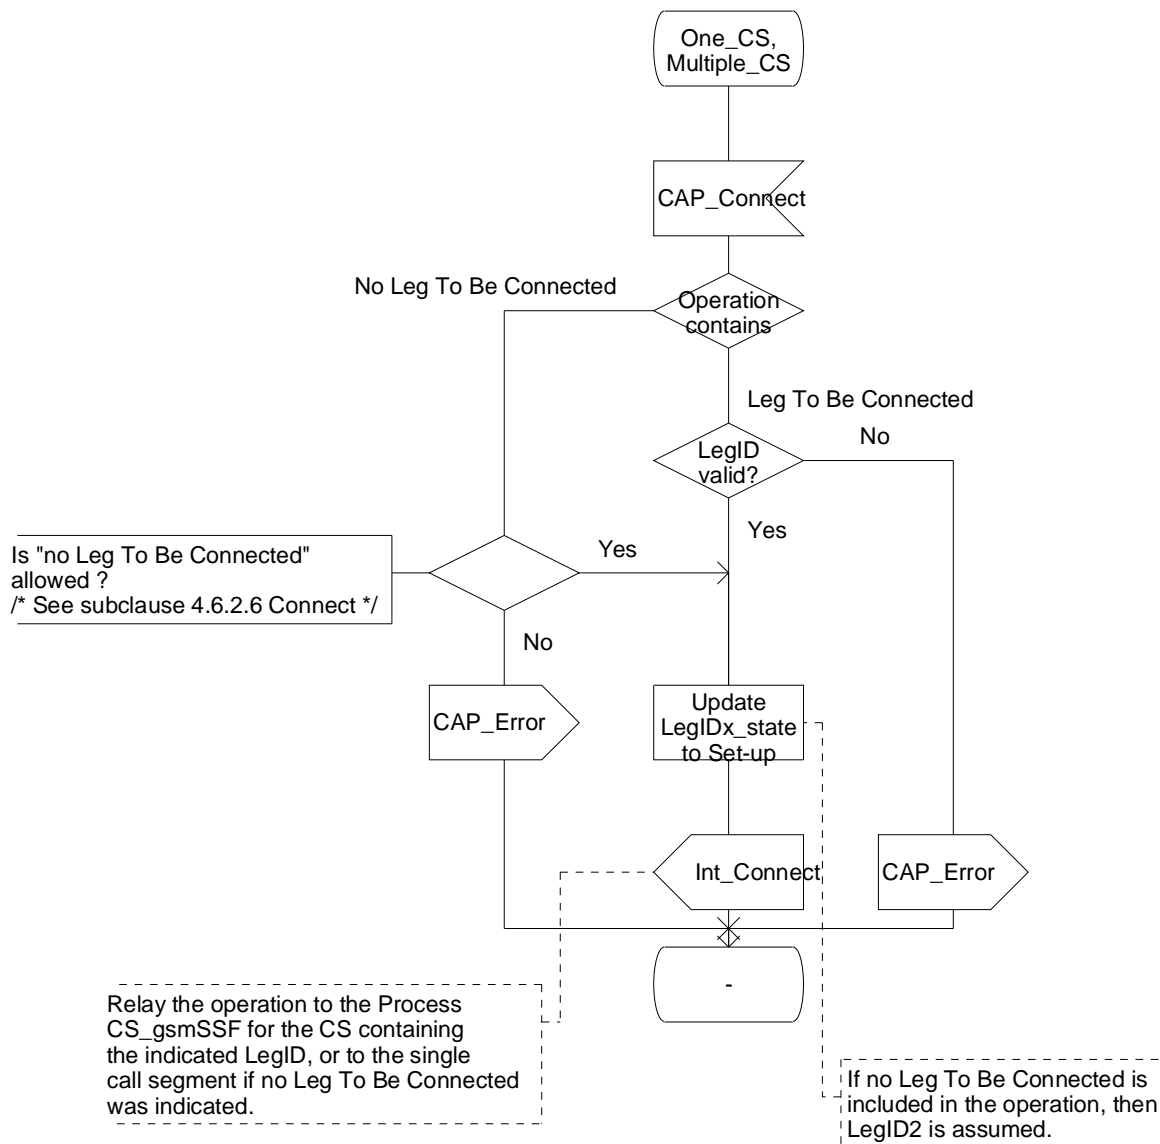 One_CS,
Multiple_CS
CAP_Connect
No Leg To Be Connected
Operation
contains
Leg To Be Connected
No
LegID
valid?
Yes
Is "no Leg To Be Connected"
allowed ?
/* See subclause 4.6.2.6 Connect */
Yes
No
CAP_Error
Update
LegIDx_state
to Set-up
Int_Connect
CAP_Error
-
Relay the operation to the Process
CS_gsmSSF for the CS containing
the indicated LegID, or to the single
call segment if no Leg To Be Connected
was indicated.
If no Leg To Be Connected is
included in the operation, then
LegID2 is assumed.